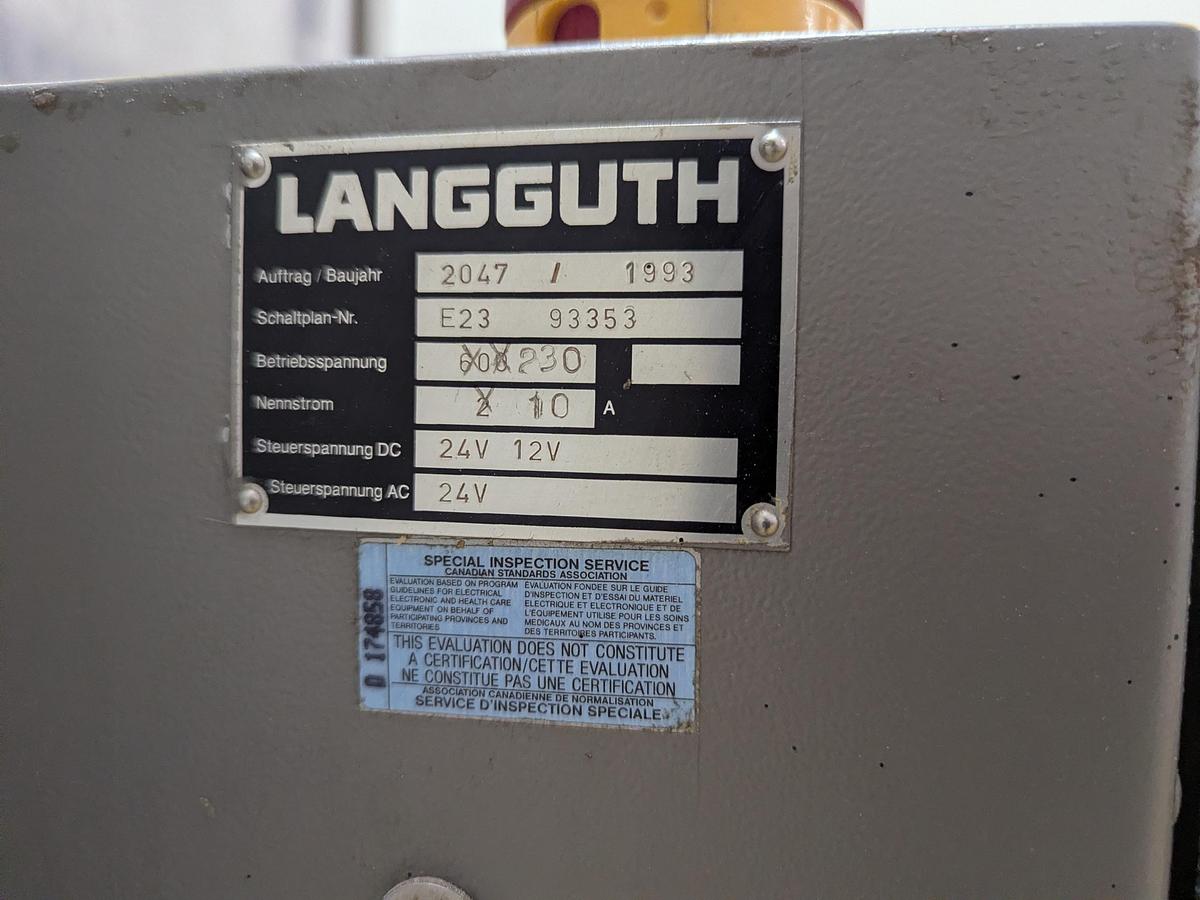 LANGGUTH
Auftrag / Baujahr 2047 / 1993
Schaltplan-Nr. E23 93353
Betriebsspannung 600 230
Nennstrom 2 10 A
Steuerspannung DC 24V 12V
Steuerspannung AC 24V
SPECIAL INSPECTION SERVICE
CANADIAN STANDARDS ASSOCIATION
EVALUATION BASED ON PROGRAM
GUIDELINES FOR ELECTRICAL
ELECTRONIC AND HEALTH CARE
EQUIPMENT ON BEHALF OF
PARTICIPATING PROVINCES AND
TERRITORIES
ÉVALUATION FONDEE SUR LE GUIDE
D'INSPECTION ET D'ESSAI DU MATERIEL
ELECTRIQUE ET ELECTRONIQUE ET DE
L'ÉQUIPEMENT UTILISE POUR LES SOINS
MEDICAUX AU NOM DES PROVINCES ET
DES TERRITOIRES PARTICIPANTS.
D 174858
THIS EVALUATION DOES NOT CONSTITUTE
A CERTIFICATION/CETTE EVALUATION
NE CONSTITUE PAS UNE CERTIFICATION
ASSOCIATION CANADIENNE DE NORMALISATION
SERVICE D'INSPECTION SPECIALE